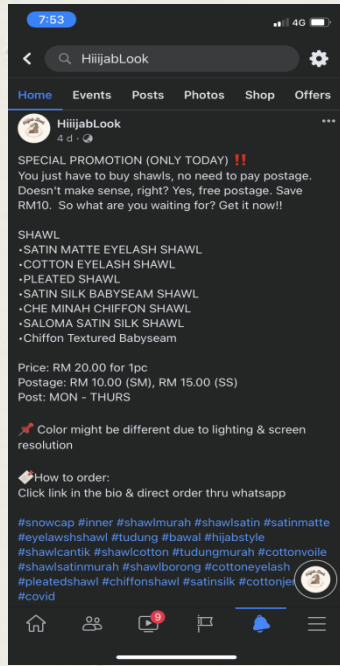 7:53
4G
HiiijabLook
Home Events Posts Photos Shop Offers
HiiijabLook
4 d
SPECIAL PROMOTION (ONLY TODAY) ‼️
You just have to buy shawls, no need to pay postage.
Doesn't make sense, right? Yes, free postage. Save
RM10. So what are you waiting for? Get it now!!
SHAWL
•SATIN MATTE EYELASH SHAWL
•COTTON EYELASH SHAWL
•PLEATED SHAWL
•SATIN SILK BABYSEAM SHAWL
•CHE MINAH CHIFFON SHAWL
•SALOMA SATIN SILK SHAWL
•Chiffon Textured Babyseam
Price: RM 20.00 for 1pc
Postage: RM 10.00 (SM), RM 15.00 (SS)
Post: MON - THURS
📌 Color might be different due to lighting & screen
resolution
How to order:
Click link in the bio & direct order thru whatsapp
#snowcap #inner #shawlmurah #shawlsatin #satinmatte
#eyelawshshawl #tudung #bawal #hijabstyle
#shawlcantik #shawlcotton #tudungmurah #cottonvoile
#shawlsatinmurah #shawlborong #cottoneyelash
#pleatedshawl #chiffonshawl #satinsilk #cottonjer
#covid
9